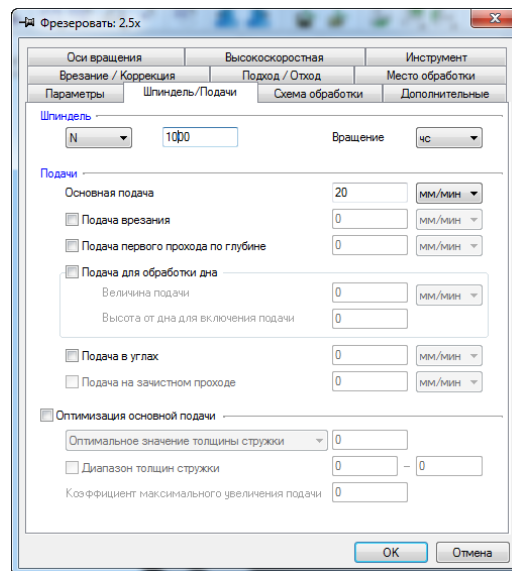 Фрезеровать: 2.5x
Оси вращения Высокоскоростная Инструмент
Врезание / Коррекция Подход / Отход Место обработки
Параметры Шпиндель/Подачи Схема обработки Дополнительные
Шпиндель
N 1000 Вращение чс
Подачи
Основная подача 20 мм/мин
Подача врезания 0 мм/мин
Подача первого прохода по глубине 0 мм/мин
Подача для обработки дна
Величина подачи 0 мм/мин
Высота от дна для включения подачи 0
Подача в углах 0 мм/мин
Подача на зачистном проходе 0 мм/мин
Оптимизация основной подачи
Оптимальное значение толщины стружки 0
Диапазон толщин стружки 0 – 0
Коэффициент максимального увеличения подачи 0
OK Отмена